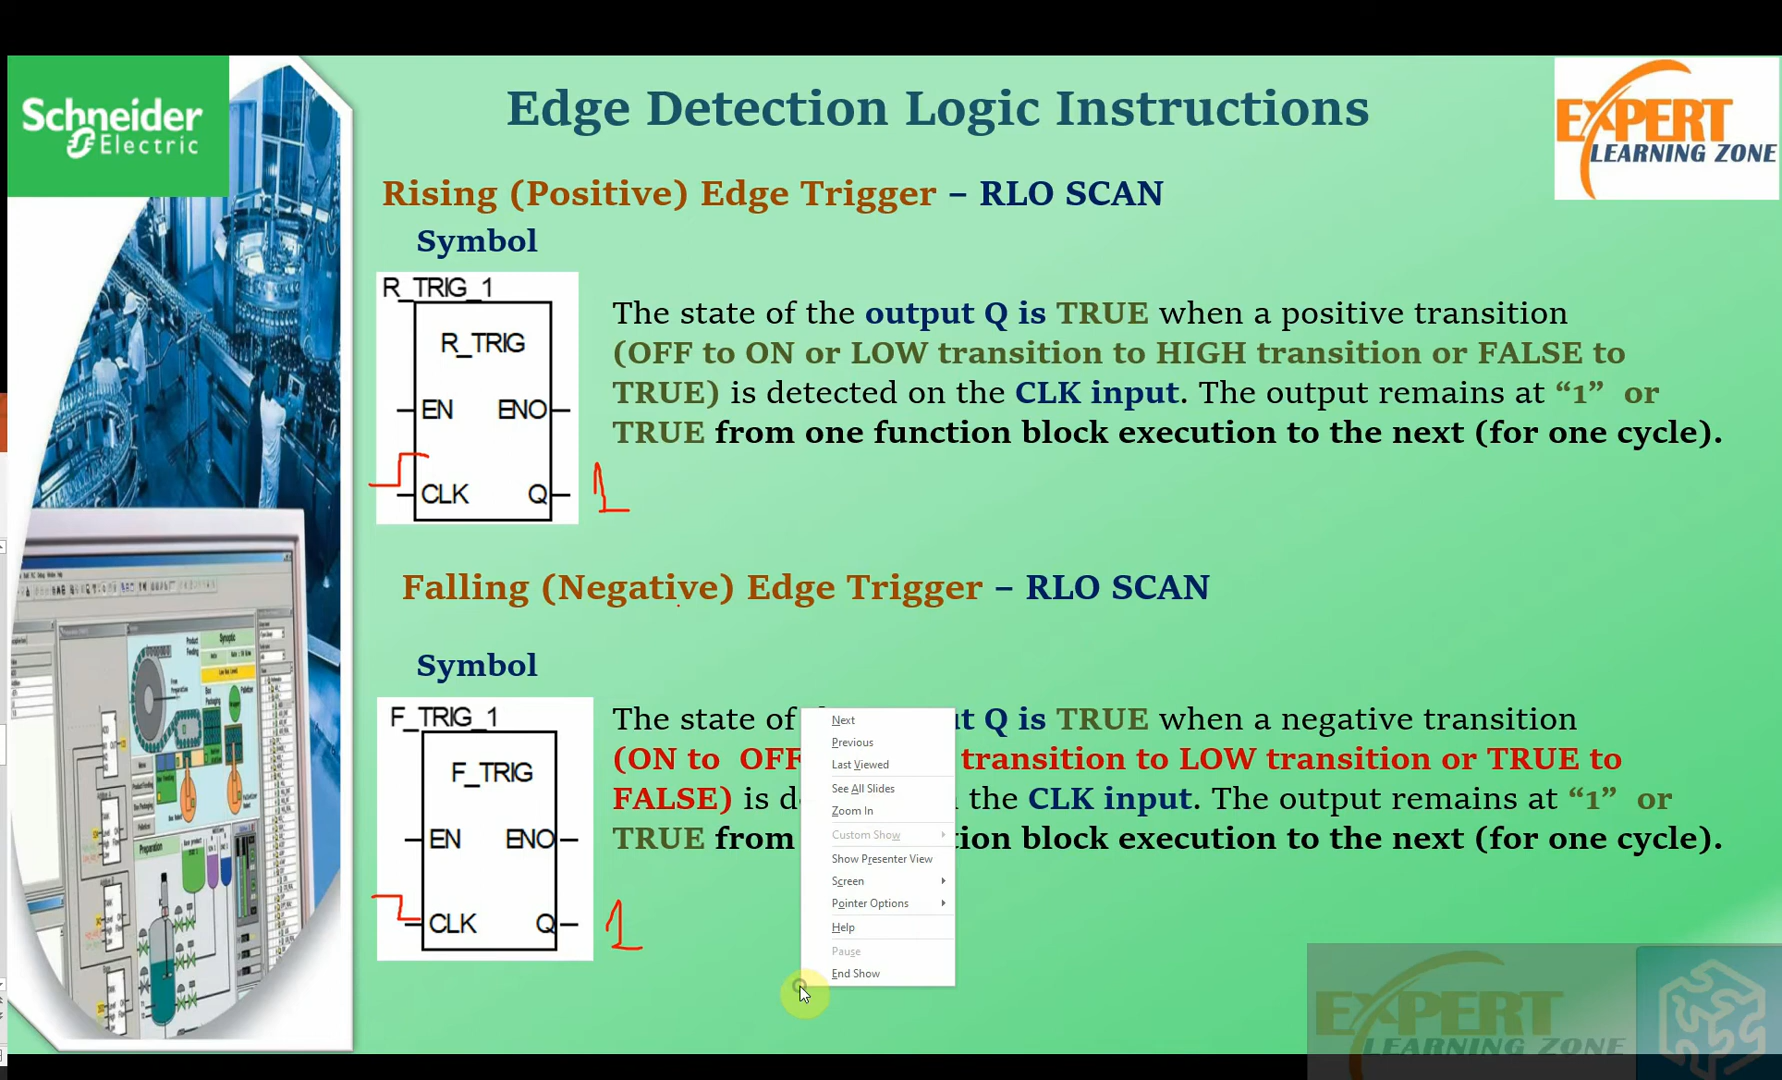 Schneider
Electric
EXPERT
LEARNING ZONE
Edge Detection Logic Instructions
Rising (Positive) Edge Trigger – RLO SCAN
Symbol
R_TRIG_1
R_TRIG
EN ENO
CLK Q
1
The state of the output Q is TRUE when a positive transition
(OFF to ON or LOW transition to HIGH transition or FALSE to
TRUE) is detected on the CLK input. The output remains at “1” or
TRUE from one function block execution to the next (for one cycle).
Falling (Negative) Edge Trigger – RLO SCAN
Symbol
F_TRIG_1
F_TRIG
EN ENO
CLK Q
1
The state of Q is TRUE when a negative transition
(ON to OFF transition to LOW transition or TRUE to
FALSE) is the CLK input. The output remains at “1” or
TRUE from block execution to the next (for one cycle).
Next
Previous
Last Viewed
See All Slides
Zoom In
Custom Show
Show Presenter View
Screen
Pointer Options
Help
Pause
End Show
EXPERT
LEARNING ZONE